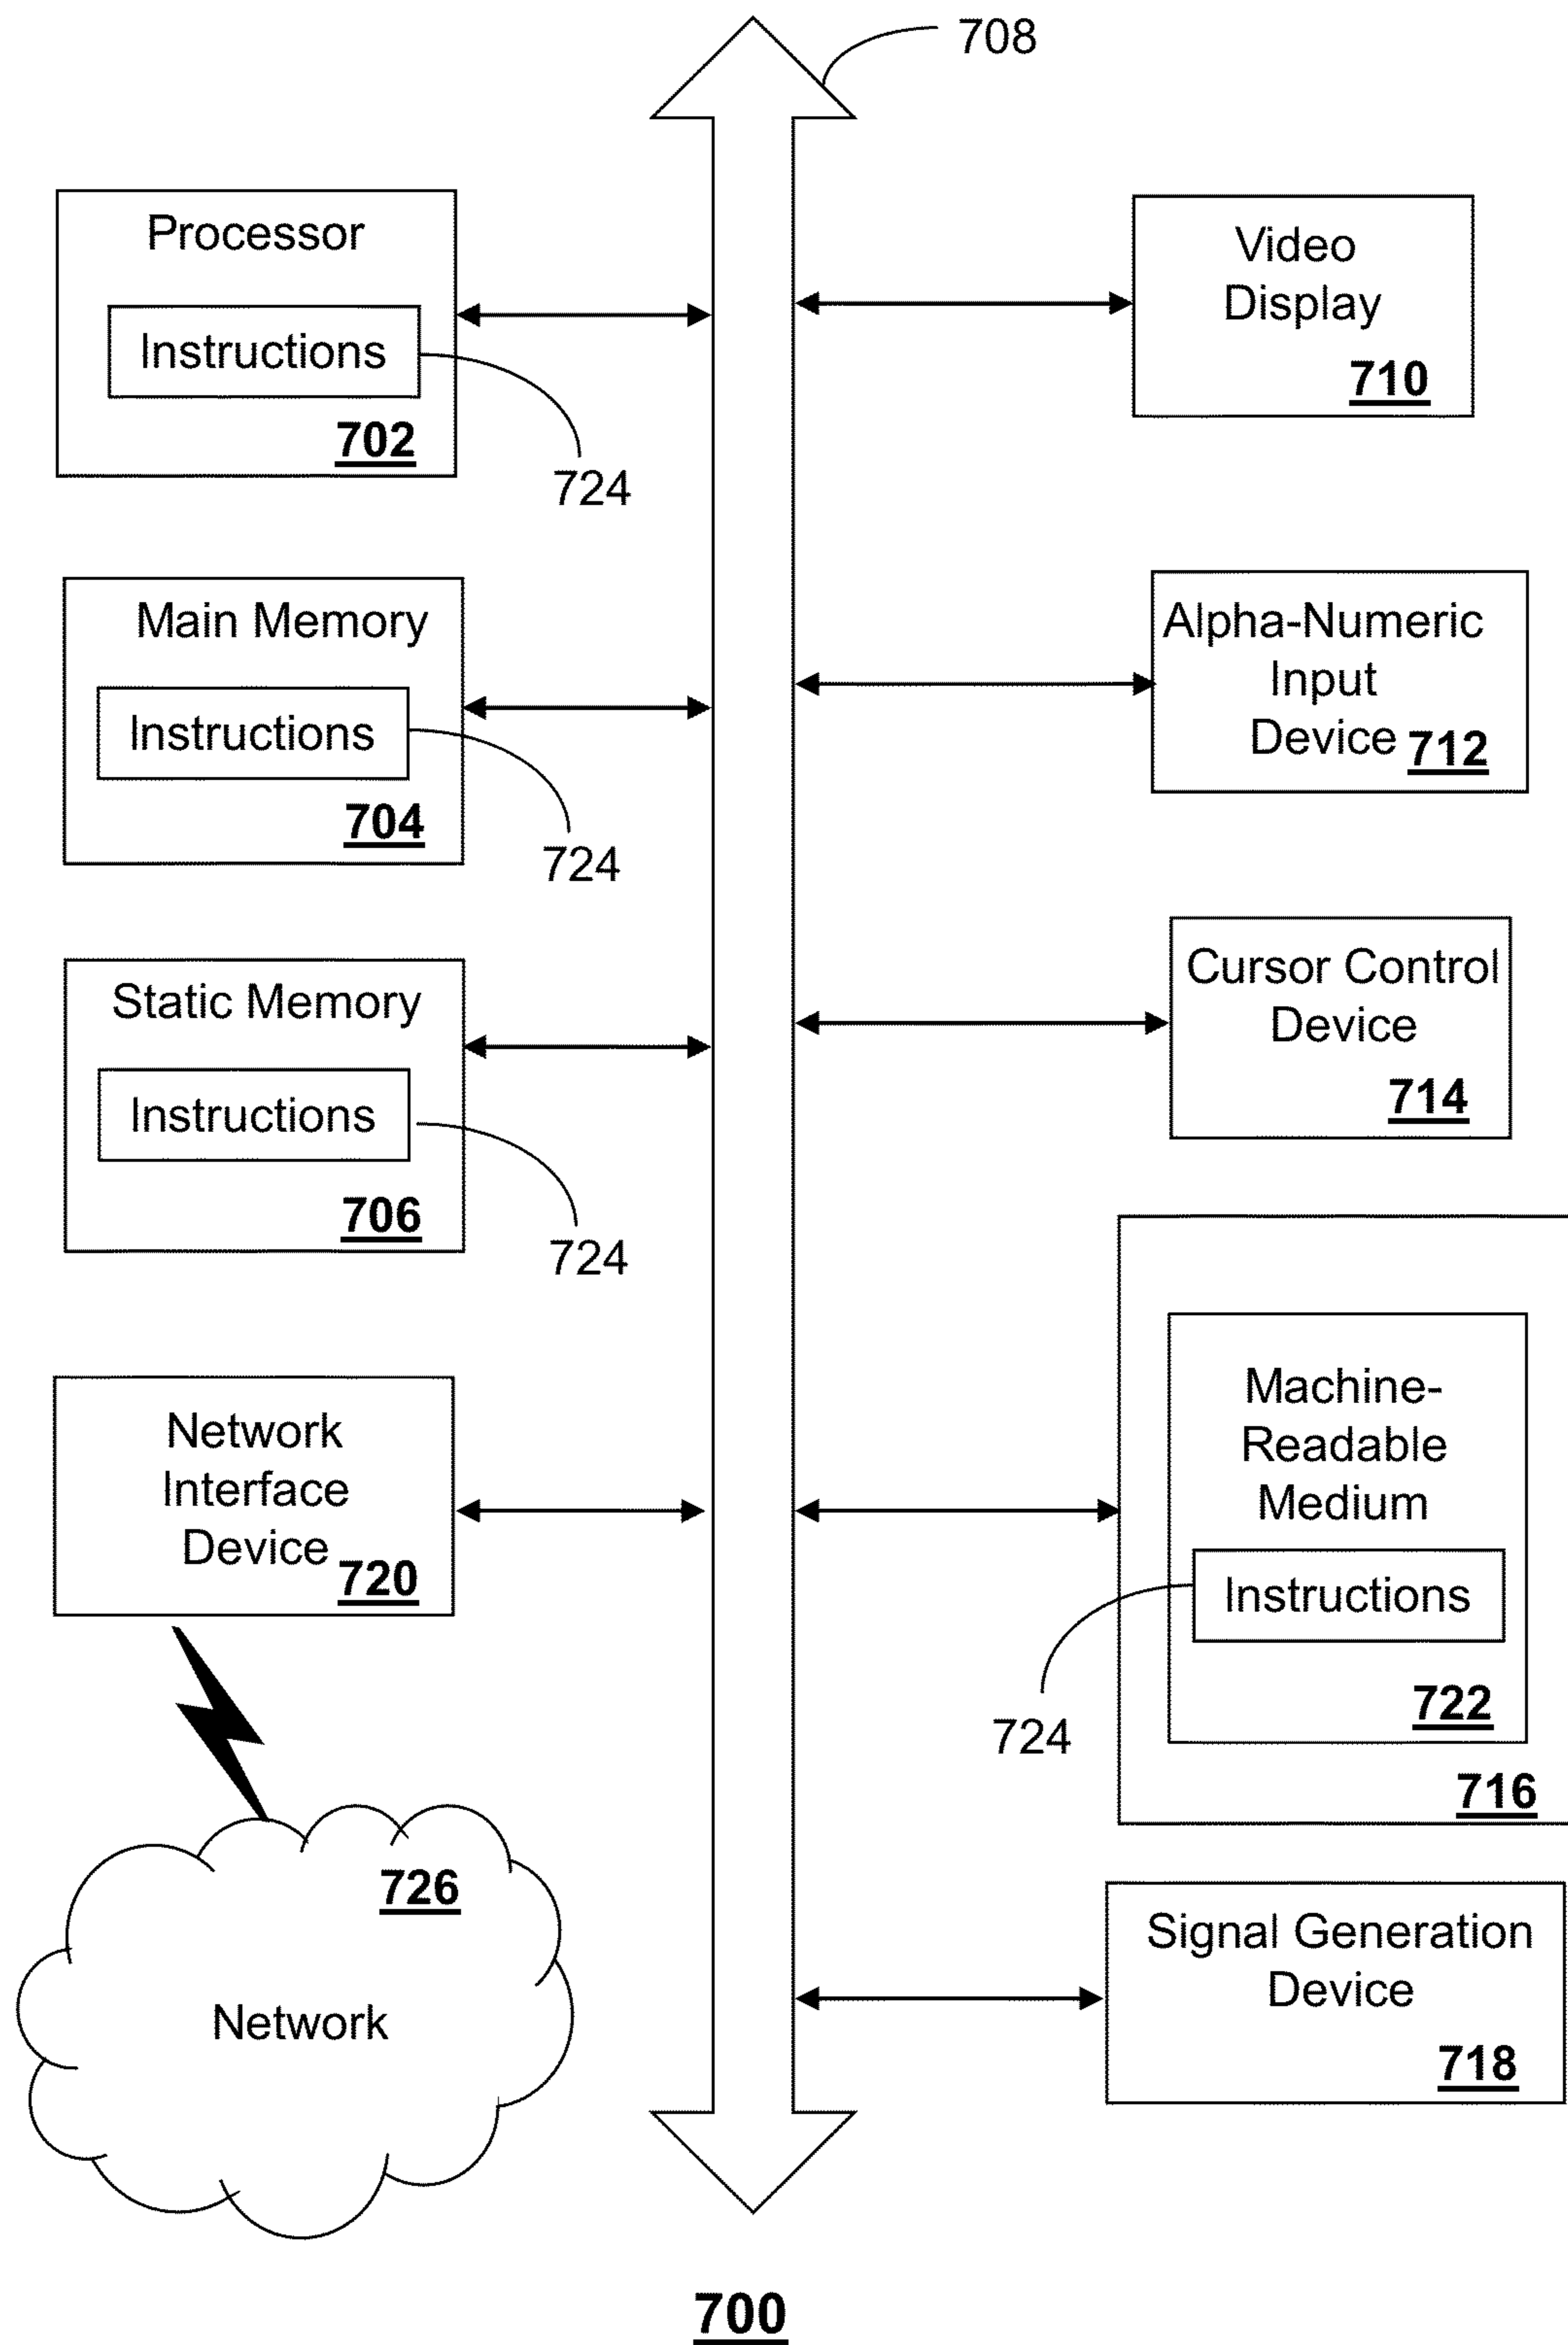 708
Processor
Instructions
702
724
Main Memory
Instructions
704
724
Static Memory
Instructions
706
724
Network
Interface
Device
720
726
Network
Video
Display
710
Alpha-Numeric
Input
Device 712
Cursor Control
Device
714
Machine-
Readable
Medium
Instructions
722
724
716
Signal Generation
Device
718
700